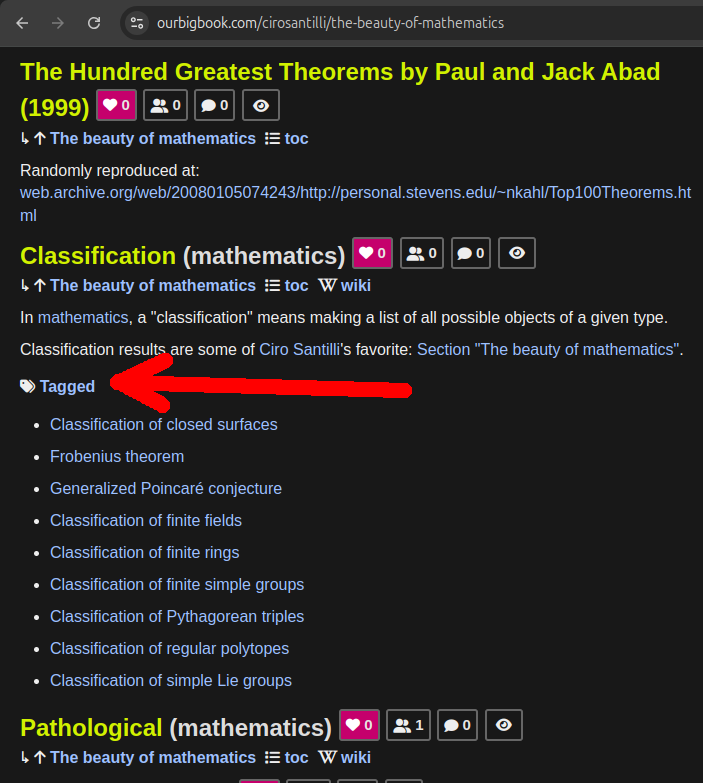 ourbigbook.com/cirosantilli/the-beauty-of-mathematics
The Hundred Greatest Theorems by Paul and Jack Abad
(1999) 0 0 0
The beauty of mathematics toc
Randomly reproduced at:
web.archive.org/web/20080105074243/http://personal.stevens.edu/~nkahl/Top100Theorems.ht
ml
Classification (mathematics) 0 0 0
The beauty of mathematics toc wiki
In mathematics, a "classification" means making a list of all possible objects of a given type.
Classification results are some of Ciro Santilli's favorite: Section "The beauty of mathematics".
Tagged
Classification of closed surfaces
Frobenius theorem
Generalized Poincaré conjecture
Classification of finite fields
Classification of finite rings
Classification of finite simple groups
Classification of Pythagorean triples
Classification of regular polytopes
Classification of simple Lie groups
Pathological (mathematics) 0 1 0
The beauty of mathematics toc wiki